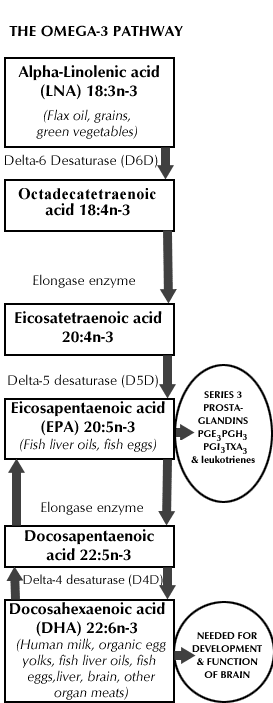 THE OMEGA-3 PATHWAY
Alpha-Linolenic acid
(LNA) 18:3n-3
(Flax oil, grains,
green vegetables)
Delta-6 Desaturase (D6D)
Octadecatetraenoic
acid 18:4n-3
Elongase enzyme
Eicosatetraenoic acid
20:4n-3
Delta-5 desaturase (D5D)
Eicosapentaenoic acid
(EPA) 20:5n-3
(Fish liver oils, fish eggs)
SERIES 3
PROSTA-
GLANDINS
PGE3PGH3
PGI3TXA3
& leukotrienes
Elongase enzyme
Docosapentaenoic
acid 22:5n-3
Delta-4 desaturase (D4D)
Docosahexaenoic acid
(DHA) 22:6n-3
(Human milk, organic egg
yolks, fish liver oils, fish
eggs,liver, brain, other
organ meats)
NEEDED FOR
DEVELOPMENT
& FUNCTION
OF BRAIN